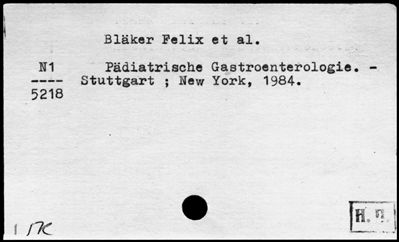 Bläker Felix et al.
N1 Pädiatrische Gastroenterologie. -
---- Stuttgart ; New York, 1984.
5218